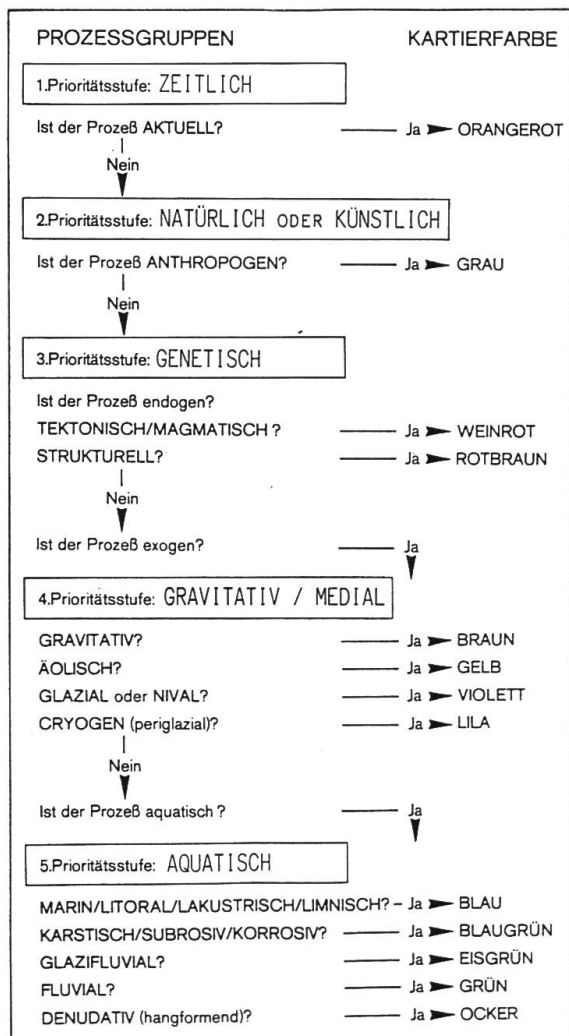 PROZESSGRUPPEN KARTIERFARBE
1.Prioritätsstufe: ZEITLICH
Ist der Prozeß AKTUELL? Ja ORANGEROT
Nein
2.Prioritätsstufe: NATÜRLICH ODER KÜNSTLICH
Ist der Prozeß ANTHROPOGEN? Ja GRAU
Nein
3.Prioritätsstufe: GENETISCH
Ist der Prozeß endogen?
TEKTONISCH/MAGMATISCH ? Ja WEINROT
STRUKTURELL? Ja ROTBRAUN
Nein
Ist der Prozeß exogen? Ja
4.Prioritätsstufe: GRAVITATIV / MEDIAL
GRAVITATIV? Ja BRAUN
ÄOLISCH? Ja GELB
GLAZIAL oder NIVAL? Ja VIOLETT
CRYOGEN (periglazial)? Ja LILA
Nein
Ist der Prozeß aquatisch ? Ja
5.Prioritätsstufe: AQUATISCH
MARIN/LITORAL/LAKUSTRISCH/LIMNISCH? Ja BLAU
KARSTISCH/SUBROSIV/KORROSIV? Ja BLAUGRÜN
GLAZIFLUVIAL? Ja EISGRÜN
FLUVIAL? Ja GRÜN
DENUDATIV (hangformend)? Ja OCKER